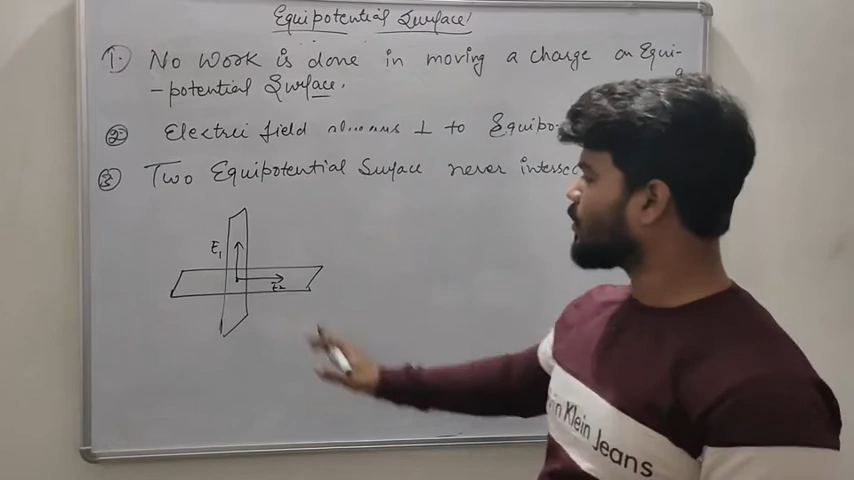 Equipotential Surface
1. No work is done in moving a charge on Equi-
-potential Surface.
2 Electric field always ⊥ to Equipo
3 Two Equipotential Surface never interse
E1
E2
Klein Jeans